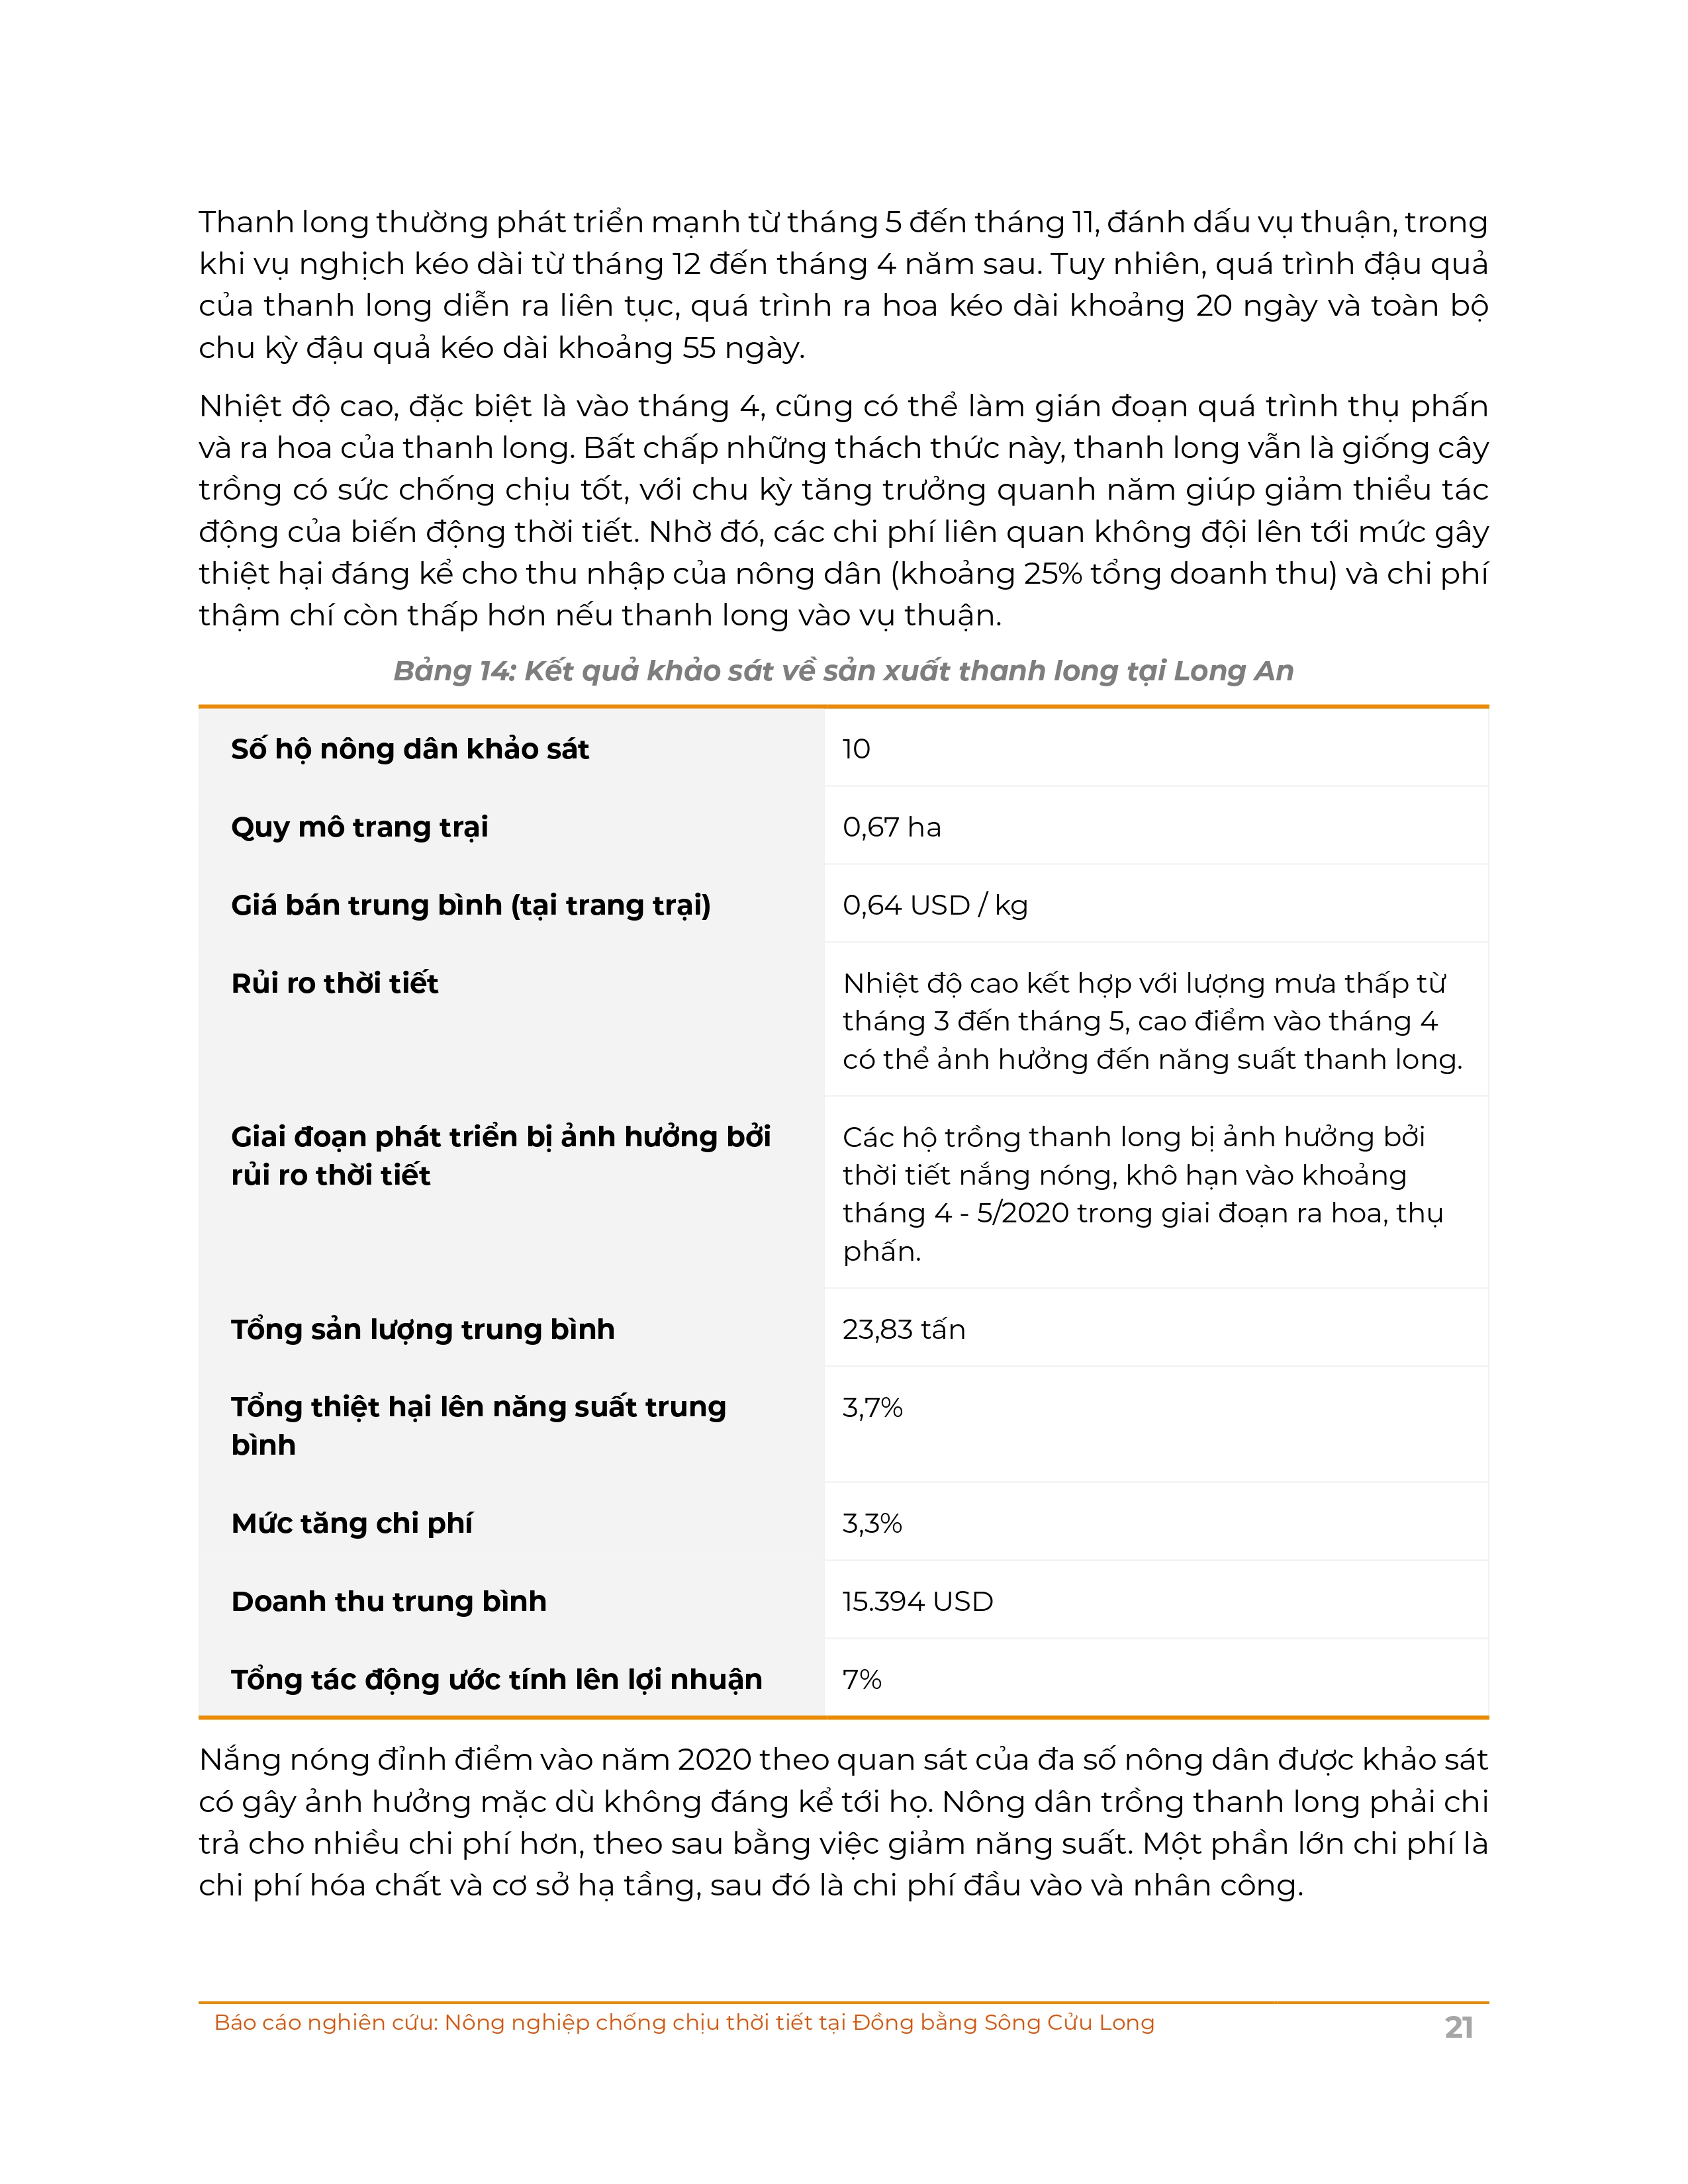 Thanh long thường phát triển mạnh từ tháng 5 đến tháng 11, đánh dấu vụ thuận, trong
khi vụ nghịch kéo dài từ tháng 12 đến tháng 4 năm sau. Tuy nhiên, quá trình đậu quả
của thanh long diễn ra liên tục, quá trình ra hoa kéo dài khoảng 20 ngày và toàn bộ
chu kỳ đậu quả kéo dài khoảng 55 ngày.
Nhiệt độ cao, đặc biệt là vào tháng 4, cũng có thể làm gián đoạn quá trình thụ phấn
và ra hoa của thanh long. Bất chấp những thách thức này, thanh long vẫn là giống cây
trồng có sức chống chịu tốt, với chu kỳ tăng trưởng quanh năm giúp giảm thiểu tác
động của biến động thời tiết. Nhờ đó, các chi phí liên quan không đội lên tới mức gây
thiệt hại đáng kể cho thu nhập của nông dân (khoảng 25% tổng doanh thu) và chi phí
thậm chí còn thấp hơn nếu thanh long vào vụ thuận.
Bảng 14: Kết quả khảo sát về sản xuất thanh long tại Long An
Số hộ nông dân khảo sát
10
Quy mô trang trại
0,67 ha
Giá bán trung bình (tại trang trại)
0,64 USD / kg
Rủi ro thời tiết
Nhiệt độ cao kết hợp với lượng mưa thấp từ
tháng 3 đến tháng 5, cao điểm vào tháng 4
có thể ảnh hưởng đến năng suất thanh long.
Giai đoạn phát triển bị ảnh hưởng bởi
rủi ro thời tiết
Các hộ trồng thanh long bị ảnh hưởng bởi
thời tiết nắng nóng, khô hạn vào khoảng
tháng 4 - 5/2020 trong giai đoạn ra hoa, thụ
phấn.
Tổng sản lượng trung bình
23,83 tấn
Tổng thiệt hại lên năng suất trung
bình
3,7%
Mức tăng chi phí
3,3%
Doanh thu trung bình
15.394 USD
Tổng tác động ước tính lên lợi nhuận
7%
Nắng nóng đỉnh điểm vào năm 2020 theo quan sát của đa số nông dân được khảo sát
có gây ảnh hưởng mặc dù không đáng kể tới họ. Nông dân trồng thanh long phải chi
trả cho nhiều chi phí hơn, theo sau bằng việc giảm năng suất. Một phần lớn chi phí là
chi phí hóa chất và cơ sở hạ tầng, sau đó là chi phí đầu vào và nhân công.
Báo cáo nghiên cứu: Nông nghiệp chống chịu thời tiết tại Đồng bằng Sông Cửu Long
21